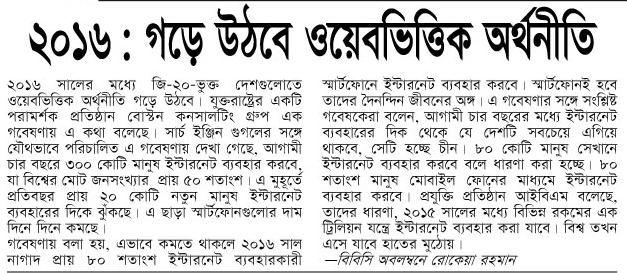 ২০১৬ : গড়ে উঠবে ওয়েবভিত্তিক অর্থনীতি
২০১৬ সালের মধ্যে জি-২০-ভুক্ত দেশগুলোতে
ওয়েবভিত্তিক অর্থনীতি গড়ে উঠবে। যুক্তরাষ্ট্রের একটি
পরামর্শক প্রতিষ্ঠান বোস্টন কনসালটিং গ্রুপ এক
গবেষণায় এ কথা বলেছে। সার্চ ইঞ্জিন গুগলের সঙ্গে
যৌথভাবে পরিচালিত এ গবেষণায় দেখা গেছে, আগামী
চার বছরে ৩০০ কোটি মানুষ ইন্টারনেট ব্যবহার করবে,
যা বিশ্বের মোট জনসংখ্যার প্রায় ৫০ শতাংশ। এ মুহূর্তে
প্রতিবছর প্রায় ২০ কোটি নতুন মানুষ ইন্টারনেট
ব্যবহারের দিকে ঝুঁকছে। এ ছাড়া স্মার্টফোনগুলোর দাম
দিনে দিনে কমছে।
গবেষণায় বলা হয়, এভাবে কমতে থাকলে ২০১৬ সাল
নাগাদ প্রায় ৮০ শতাংশ ইন্টারনেট ব্যবহারকারী
স্মার্টফোনে ইন্টারনেট ব্যবহার করবে। স্মার্টফোনই হবে
তাদের দৈনন্দিন জীবনের অঙ্গ। এ গবেষণার সঙ্গে সংশ্লিষ্ট
গবেষকেরা বলেন, আগামী চার বছরের মধ্যে ইন্টারনেট
ব্যবহারের দিক থেকে যে দেশটি সবচেয়ে এগিয়ে
থাকবে, সেটি হচ্ছে চীন। ৮০ কোটি মানুষ সেখানে
ইন্টারনেট ব্যবহার করবে বলে ধারণা করা হচ্ছে। ৮০
শতাংশ মানুষ মোবাইল ফোনের মাধ্যমে ইন্টারনেট
ব্যবহার করবে। প্রযুক্তি প্রতিষ্ঠান আইবিএম বলেছে,
তাদের ধারণা, ২০১৫ সালের মধ্যে বিভিন্ন রকমের এক
ট্রিলিয়ন যন্ত্রে ইন্টারনেট ব্যবহার করা যাবে। বিশ্ব তখন
এসে যাবে হাতের মুঠোয়।
—বিবিসি অবলম্বনে রোকেয়া রহমান